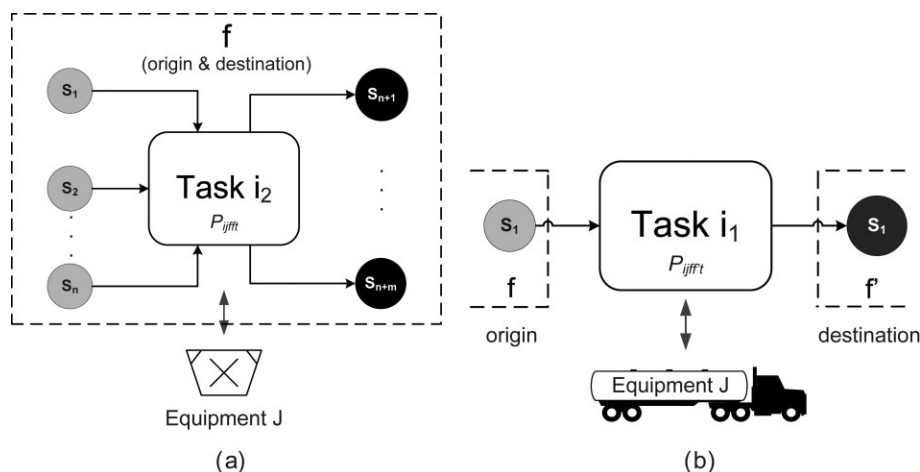 f
(origin & destination)
S1
Sn+1
S2
Task i2
Pijfft
Sn
Sn+m
Equipment J
(a)
S1
Task i1
Pijff't
S1
f
f'
origin
destination
Equipment J
(b)